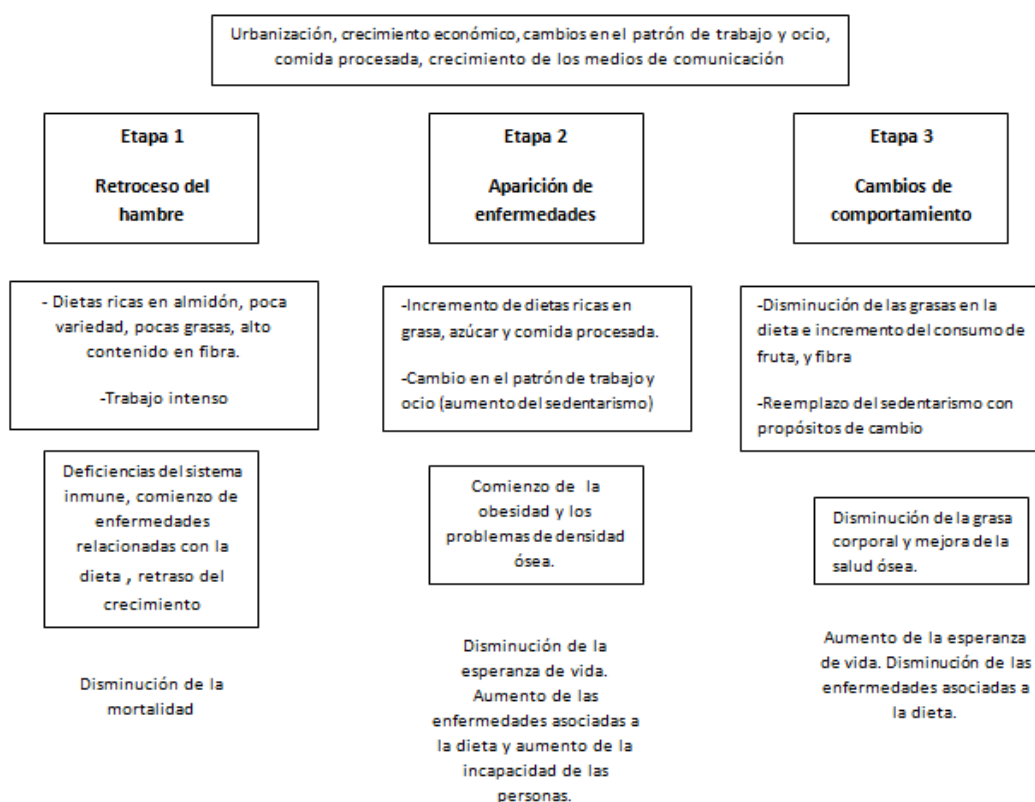 Urbanización, crecimiento económico, cambios en el patrón de trabajo y ocio,
comida procesada, crecimiento de los medios de comunicación
Etapa 1
Retroceso del
hambre
- Dietas ricas en almidón, poca
variedad, pocas grasas, alto
contenido en fibra.
-Trabajo intenso
Deficiencias del sistema
inmune, comienzo de
enfermedades
relacionadas con la
dieta , retraso del
crecimiento
Disminución de la
mortalidad
Etapa 2
Aparición de
enfermedades
-Incremento de dietas ricas en
grasa, azúcar y comida procesada.
-Cambio en el patrón de trabajo y
ocio (aumento del sedentarismo)
Comienzo de la
obesidad y los
problemas de densidad
ósea.
Disminución de la
esperanza de vida.
Aumento de las
enfermedades asociadas a
la dieta y aumento de la
incapacidad de las
personas.
Etapa 3
Cambios de
comportamiento
-Disminución de las grasas en la
dieta e incremento del consumo de
fruta, y fibra
-Reemplazo del sedentarismo con
propósitos de cambio
Disminución de la grasa
corporal y mejora de la
salud ósea.
Aumento de la esperanza
de vida. Disminución de las
enfermedades asociadas a
la dieta.